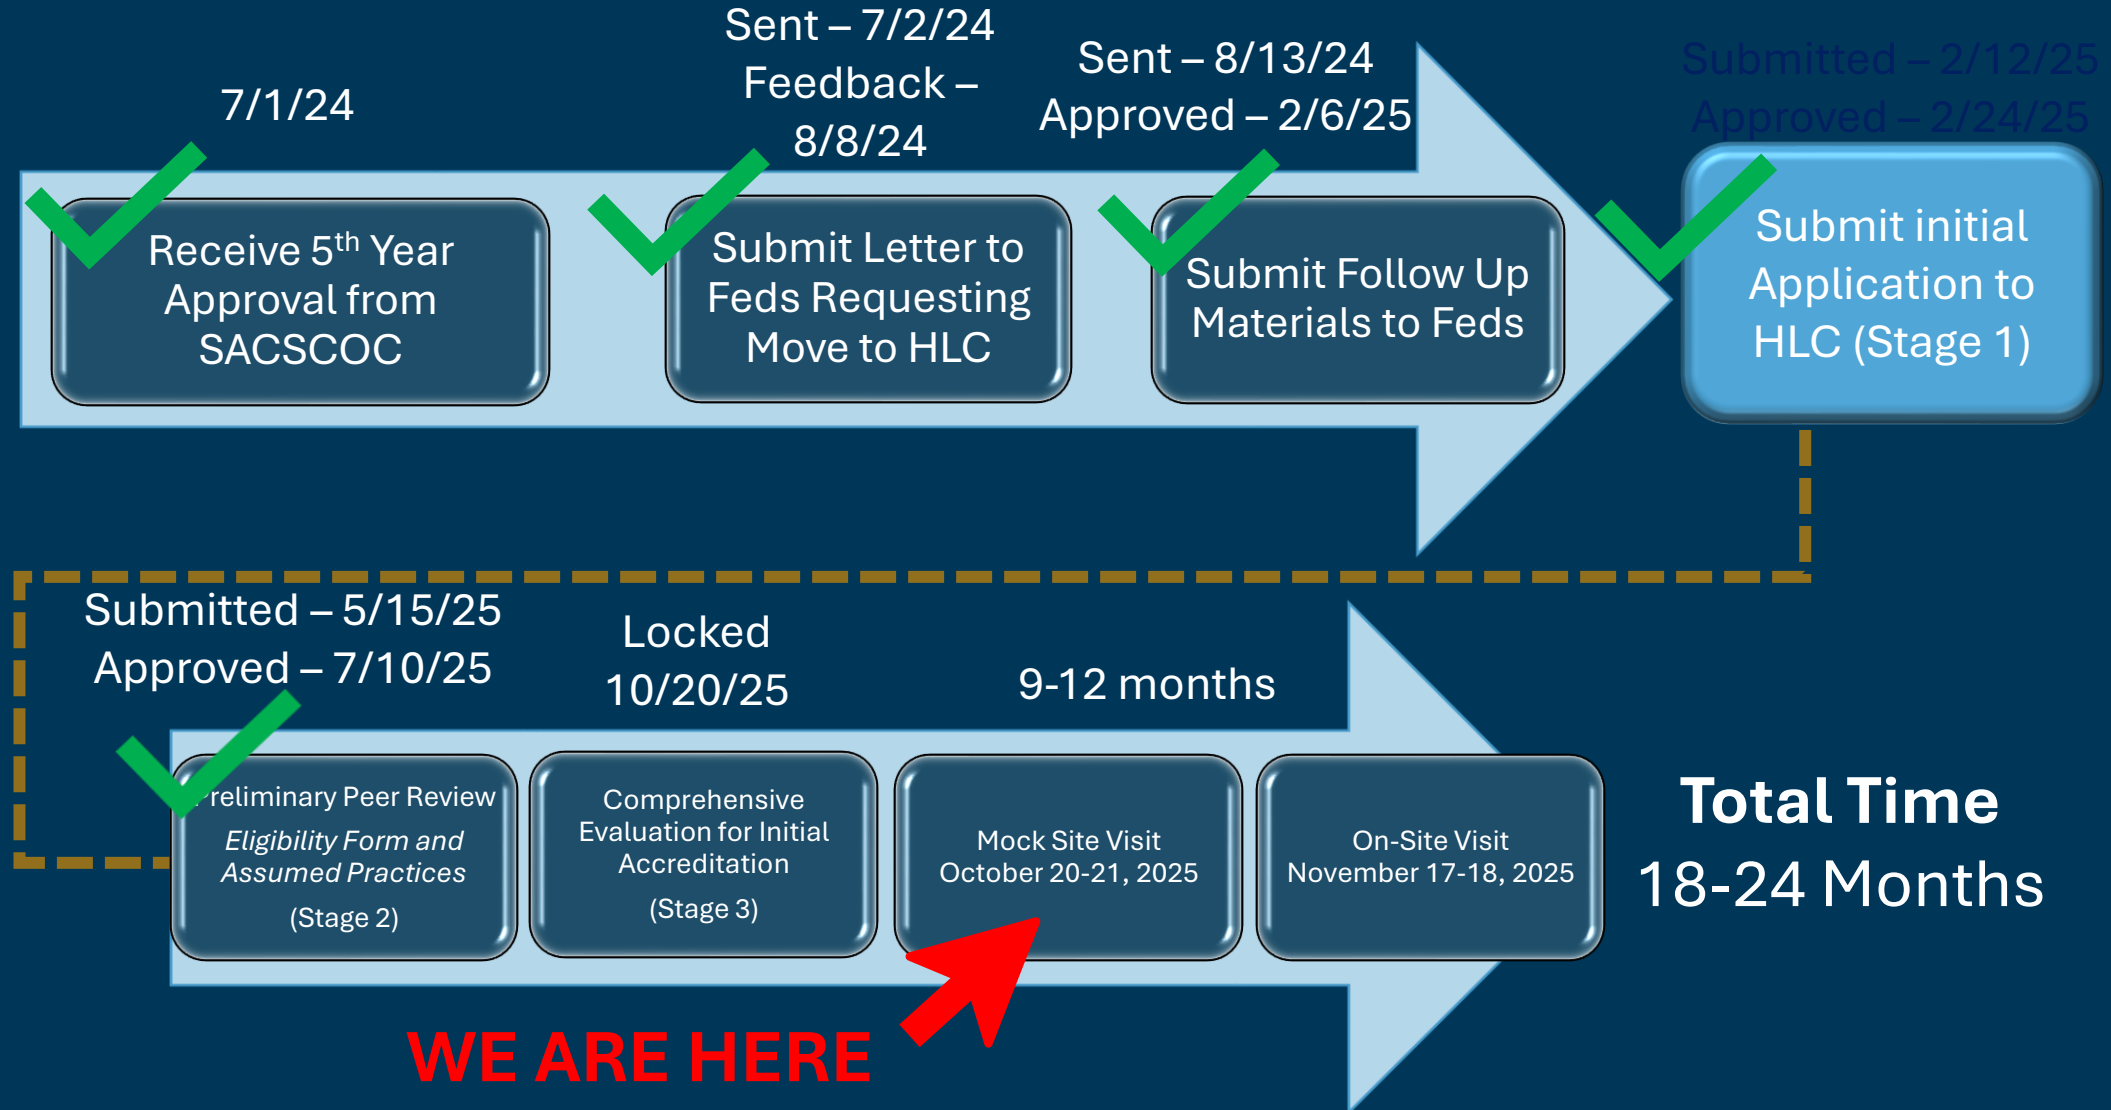 7/1/24
Sent – 7/2/24
Feedback –
8/8/24
Sent – 8/13/24
Approved – 2/6/25
Submitted – 2/12/25
Approved – 2/24/25
Receive 5th Year
Approval from
SACSCOC
Submit Letter to
Feds Requesting
Move to HLC
Submit Follow Up
Materials to Feds
Submit initial
Application to
HLC (Stage 1)
Submitted – 5/15/25
Approved – 7/10/25
Locked
10/20/25
9-12 months
Preliminary Peer Review
Eligibility Form and
Assumed Practices
(Stage 2)
Comprehensive
Evaluation for Initial
Accreditation
(Stage 3)
Mock Site Visit
October 20-21, 2025
On-Site Visit
November 17-18, 2025
Total Time
18-24 Months
WE ARE HERE